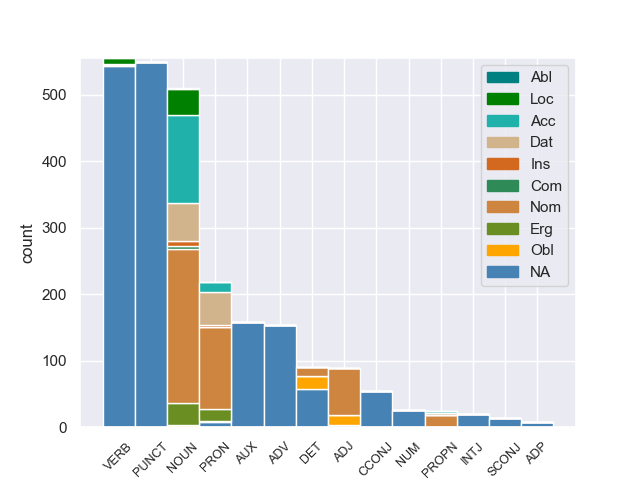 Abl
Loc
Acc
Dat
Ins
Com
Nom
Erg
Obl
NA
count
500
400
300
200
100
0
VERB
PUNCT
NOUN
PRON
AUX
ADV
DET
ADJ
CCONJ
NUM
PROPN
INTJ
SCONJ
ADP